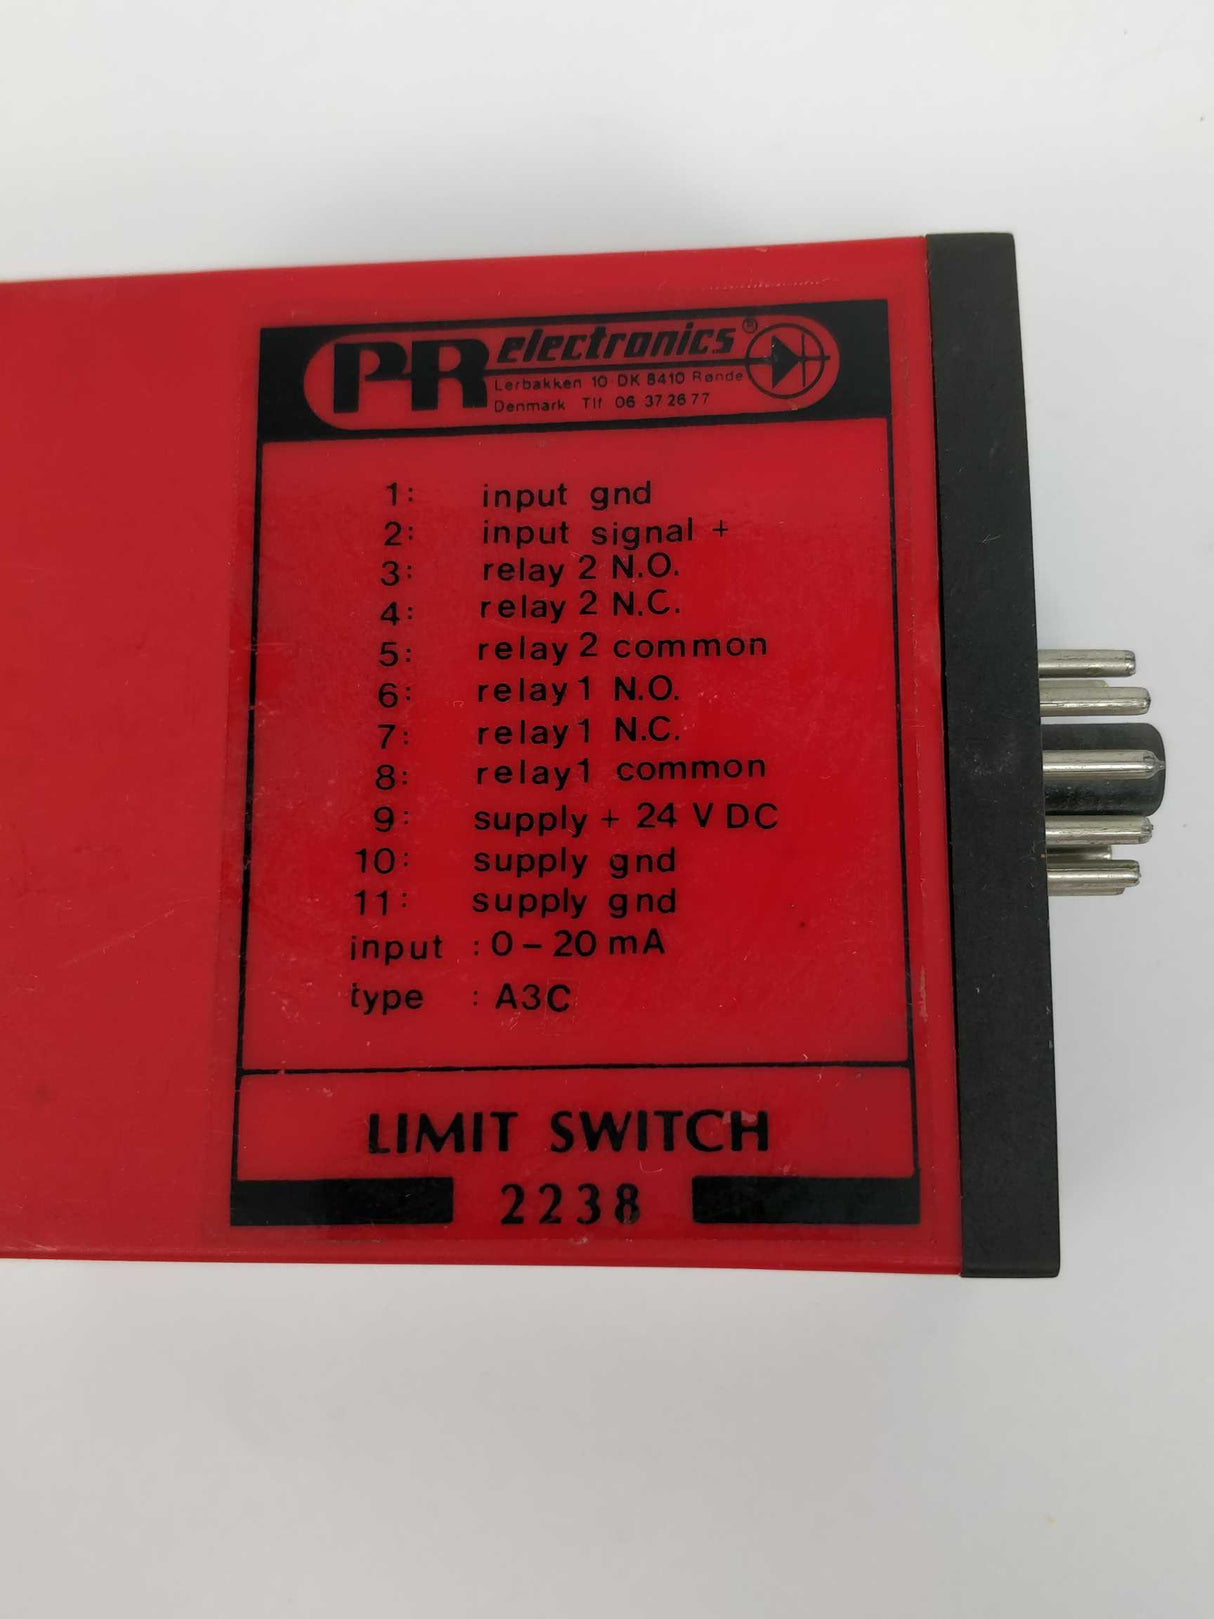 PR electronics®
Lerbakken 10 · DK 8410 Rønde
Denmark Tlf 06 37 26 77
1: input gnd
2: input signal +
3: relay 2 N.O.
4: relay 2 N.C.
5: relay 2 common
6: relay 1 N.O.
7: relay 1 N.C.
8: relay 1 common
9: supply + 24 V DC
10: supply gnd
11: supply gnd
input : 0 – 20 mA
type : A3C
LIMIT SWITCH
2238